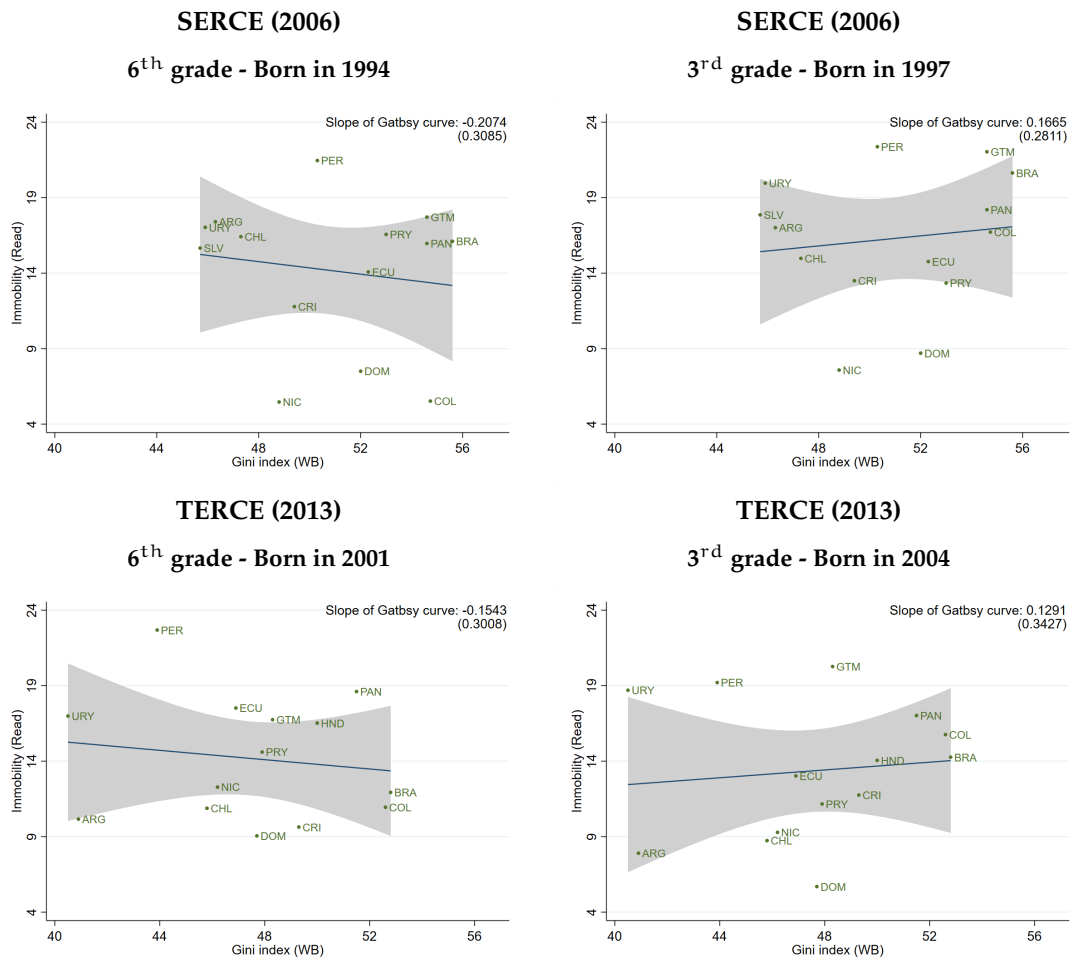 SERCE (2006)
6th grade - Born in 1994
Slope of Gatbsy curve: -0.2074
(0.3085)
Immobility (Read)
24
19
14
9
4
PER
ARG
URY
CHL
SLV
GTM
PRY
PAN
BRA
ECU
CRI
DOM
NIC
COL
40 44 48 52 56
Gini index (WB)
SERCE (2006)
3rd grade - Born in 1997
Slope of Gatbsy curve: 0.1665
(0.2811)
Immobility (Read)
24
19
14
9
4
PER
GTM
BRA
URY
SLV
PAN
ARG
COL
CHL
ECU
CRI
PRY
DOM
NIC
40 44 48 52 56
Gini index (WB)
TERCE (2013)
6th grade - Born in 2001
Slope of Gatbsy curve: -0.1543
(0.3008)
Immobility (Read)
24
19
14
9
4
PER
PAN
ECU
URY
GTM
HND
PRY
NIC
BRA
CHL
COL
ARG
CRI
DOM
40 44 48 52 56
Gini index (WB)
TERCE (2013)
3rd grade - Born in 2004
Slope of Gatbsy curve: 0.1291
(0.3427)
Immobility (Read)
24
19
14
9
4
GTM
PER
URY
PAN
COL
BRA
HND
ECU
CRI
PRY
NIC
CHL
ARG
DOM
40 44 48 52 56
Gini index (WB)